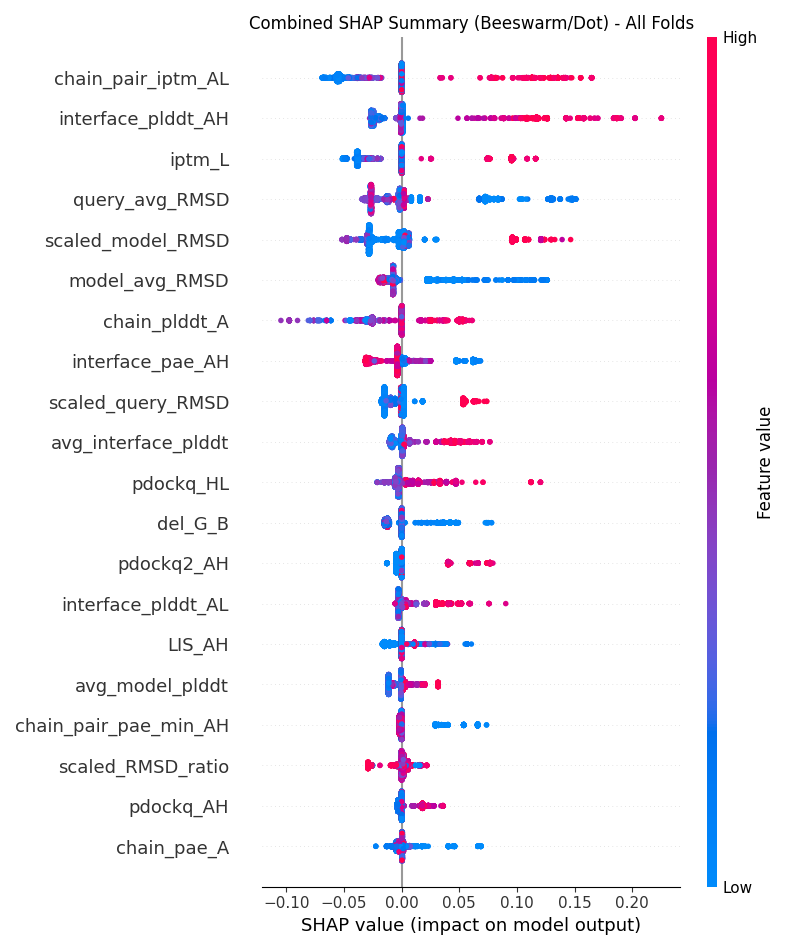 Combined SHAP Summary (Beeswarm/Dot) - All Folds
High
chain_pair_iptm_AL
interface_plddt_AH
iptm_L
query_avg_RMSD
scaled_model_RMSD
model_avg_RMSD
chain_plddt_A
interface_pae_AH
scaled_query_RMSD
avg_interface_plddt
pdockq_HL
del_G_B
pdockq2_AH
interface_plddt_AL
LIS_AH
avg_model_plddt
chain_pair_pae_min_AH
scaled_RMSD_ratio
pdockq_AH
chain_pae_A
Feature value
Low
−0.10 −0.05 0.00 0.05 0.10 0.15 0.20
SHAP value (impact on model output)